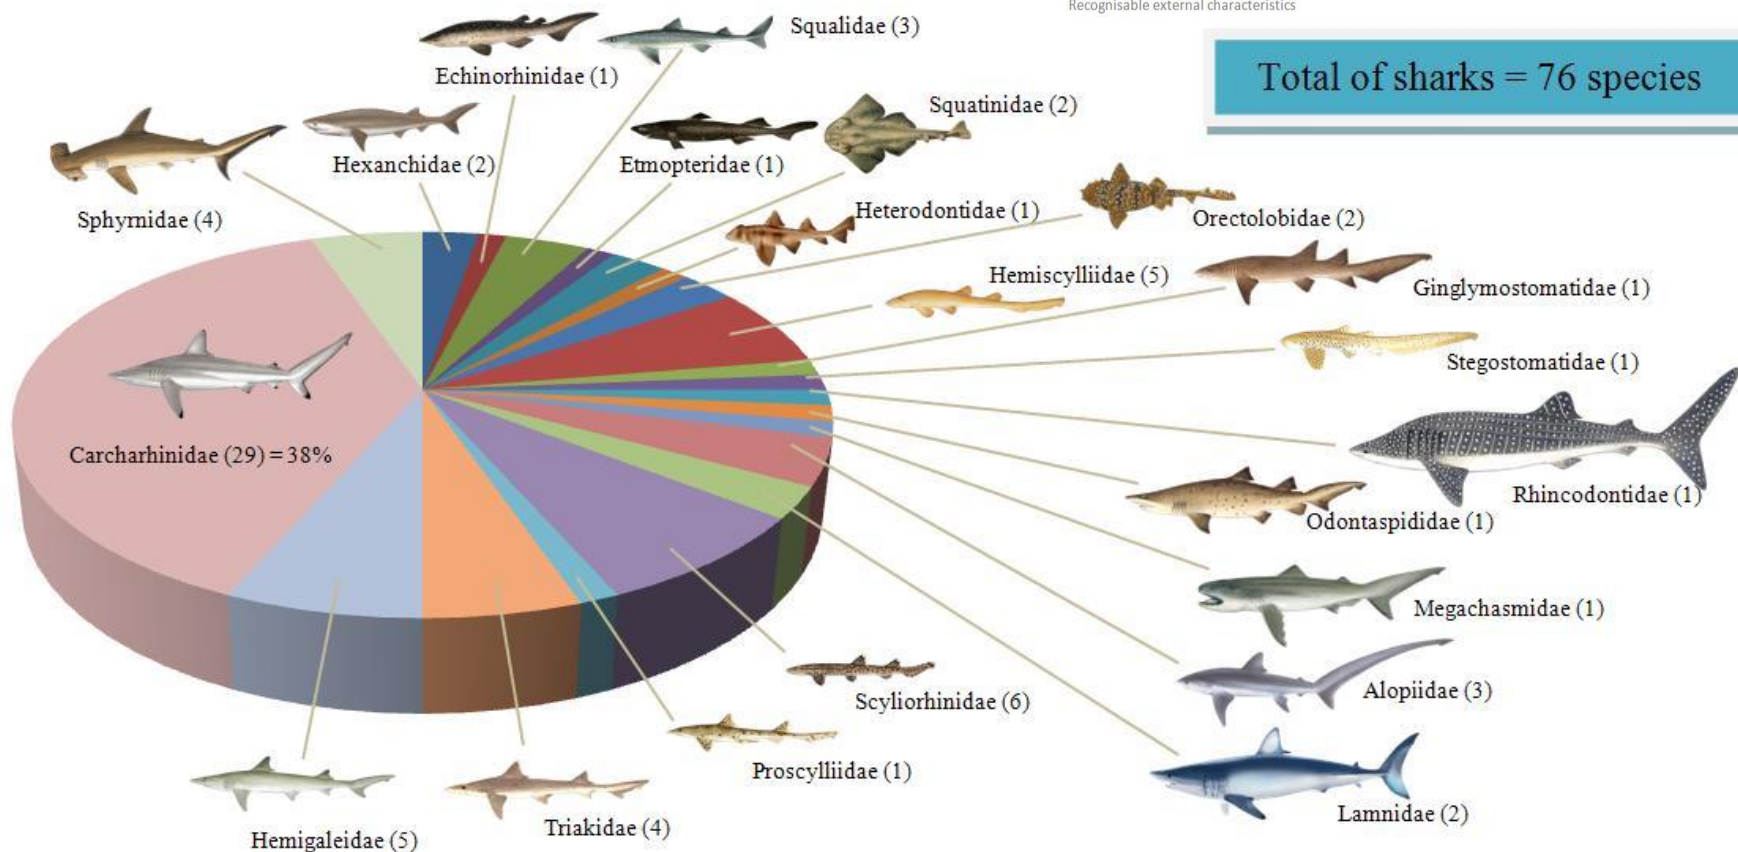 Recognisable external characteristics
Total of sharks = 76 species
Squalidae (3)
Echinorhinidae (1)
Squatinidae (2)
Hexanchidae (2)
Etmopteridae (1)
Sphyrnidae (4)
Heterodontidae (1)
Orectolobidae (2)
Hemiscylliidae (5)
Ginglymostomatidae (1)
Stegostomatidae (1)
Carcharhinidae (29) = 38%
Rhincodontidae (1)
Odontaspididae (1)
Megachasmidae (1)
Alopiidae (3)
Scyliorhinidae (6)
Proscylliidae (1)
Lamnidae (2)
Triakidae (4)
Hemigaleidae (5)